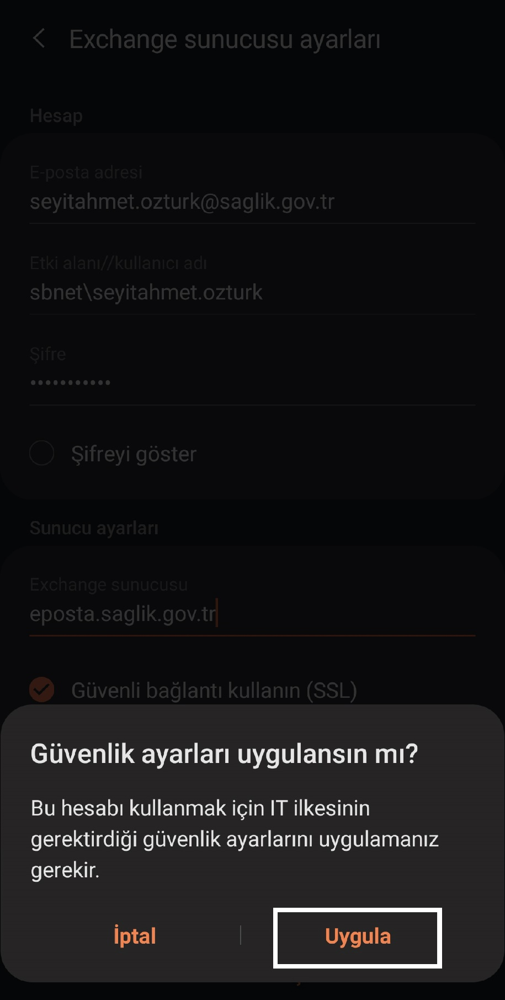 Exchange sunucusu ayarları
Hesap
E-posta adresi
seyitahmet.ozturk@saglik.gov.tr
Etki alanı//kullanıcı adı
sbnet\seyitahmet.ozturk
Şifre
•••••••••••
Şifreyi göster
Sunucu ayarları
Exchange sunucusu
eposta.saglik.gov.tr
Güvenli bağlantı kullanın (SSL)
Güvenlik ayarları uygulansın mı?
Bu hesabı kullanmak için IT ilkesinin
gerektirdiği güvenlik ayarlarını uygulamanız
gerekir.
İptal
Uygula